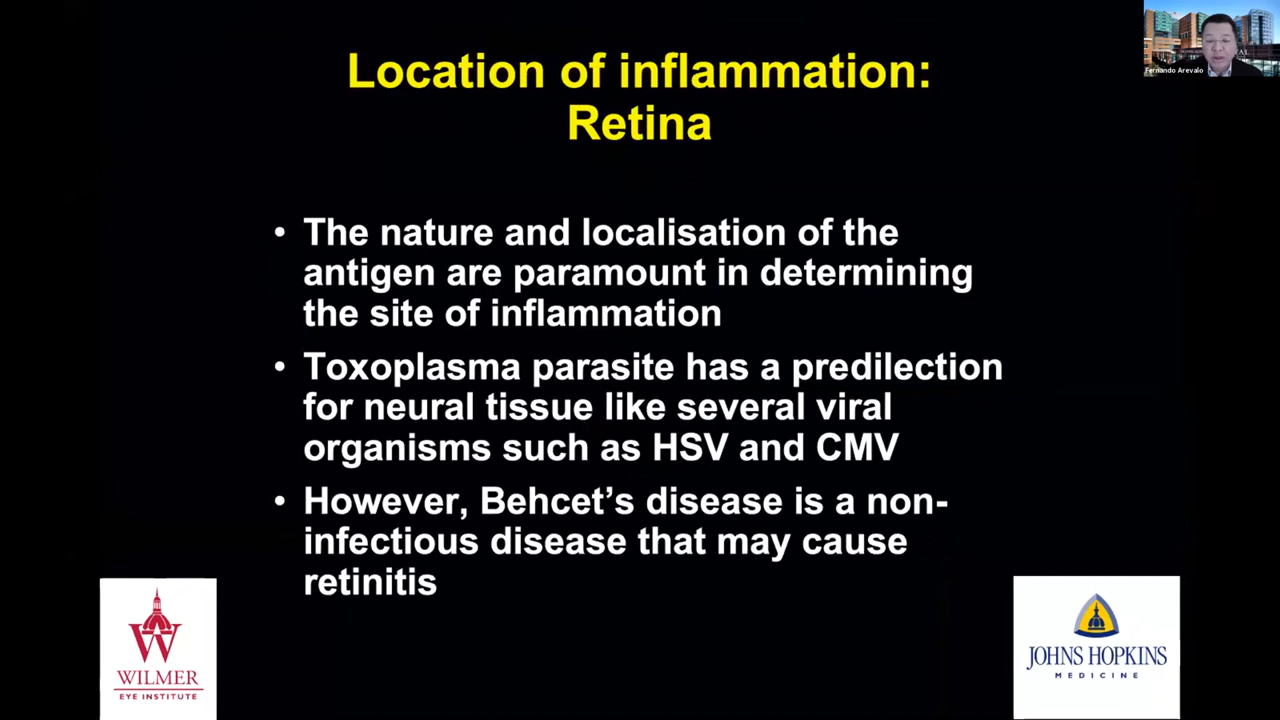 Location of inflammation:
Retina
Fernando Arevalo
• The nature and localisation of the
antigen are paramount in determining
the site of inflammation
• Toxoplasma parasite has a predilection
for neural tissue like several viral
organisms such as HSV and CMV
• However, Behcet's disease is a non-
infectious disease that may cause
retinitis
W
WILMER
EYE INSTITUTE
JOHNS HOPKINS
MEDICINE